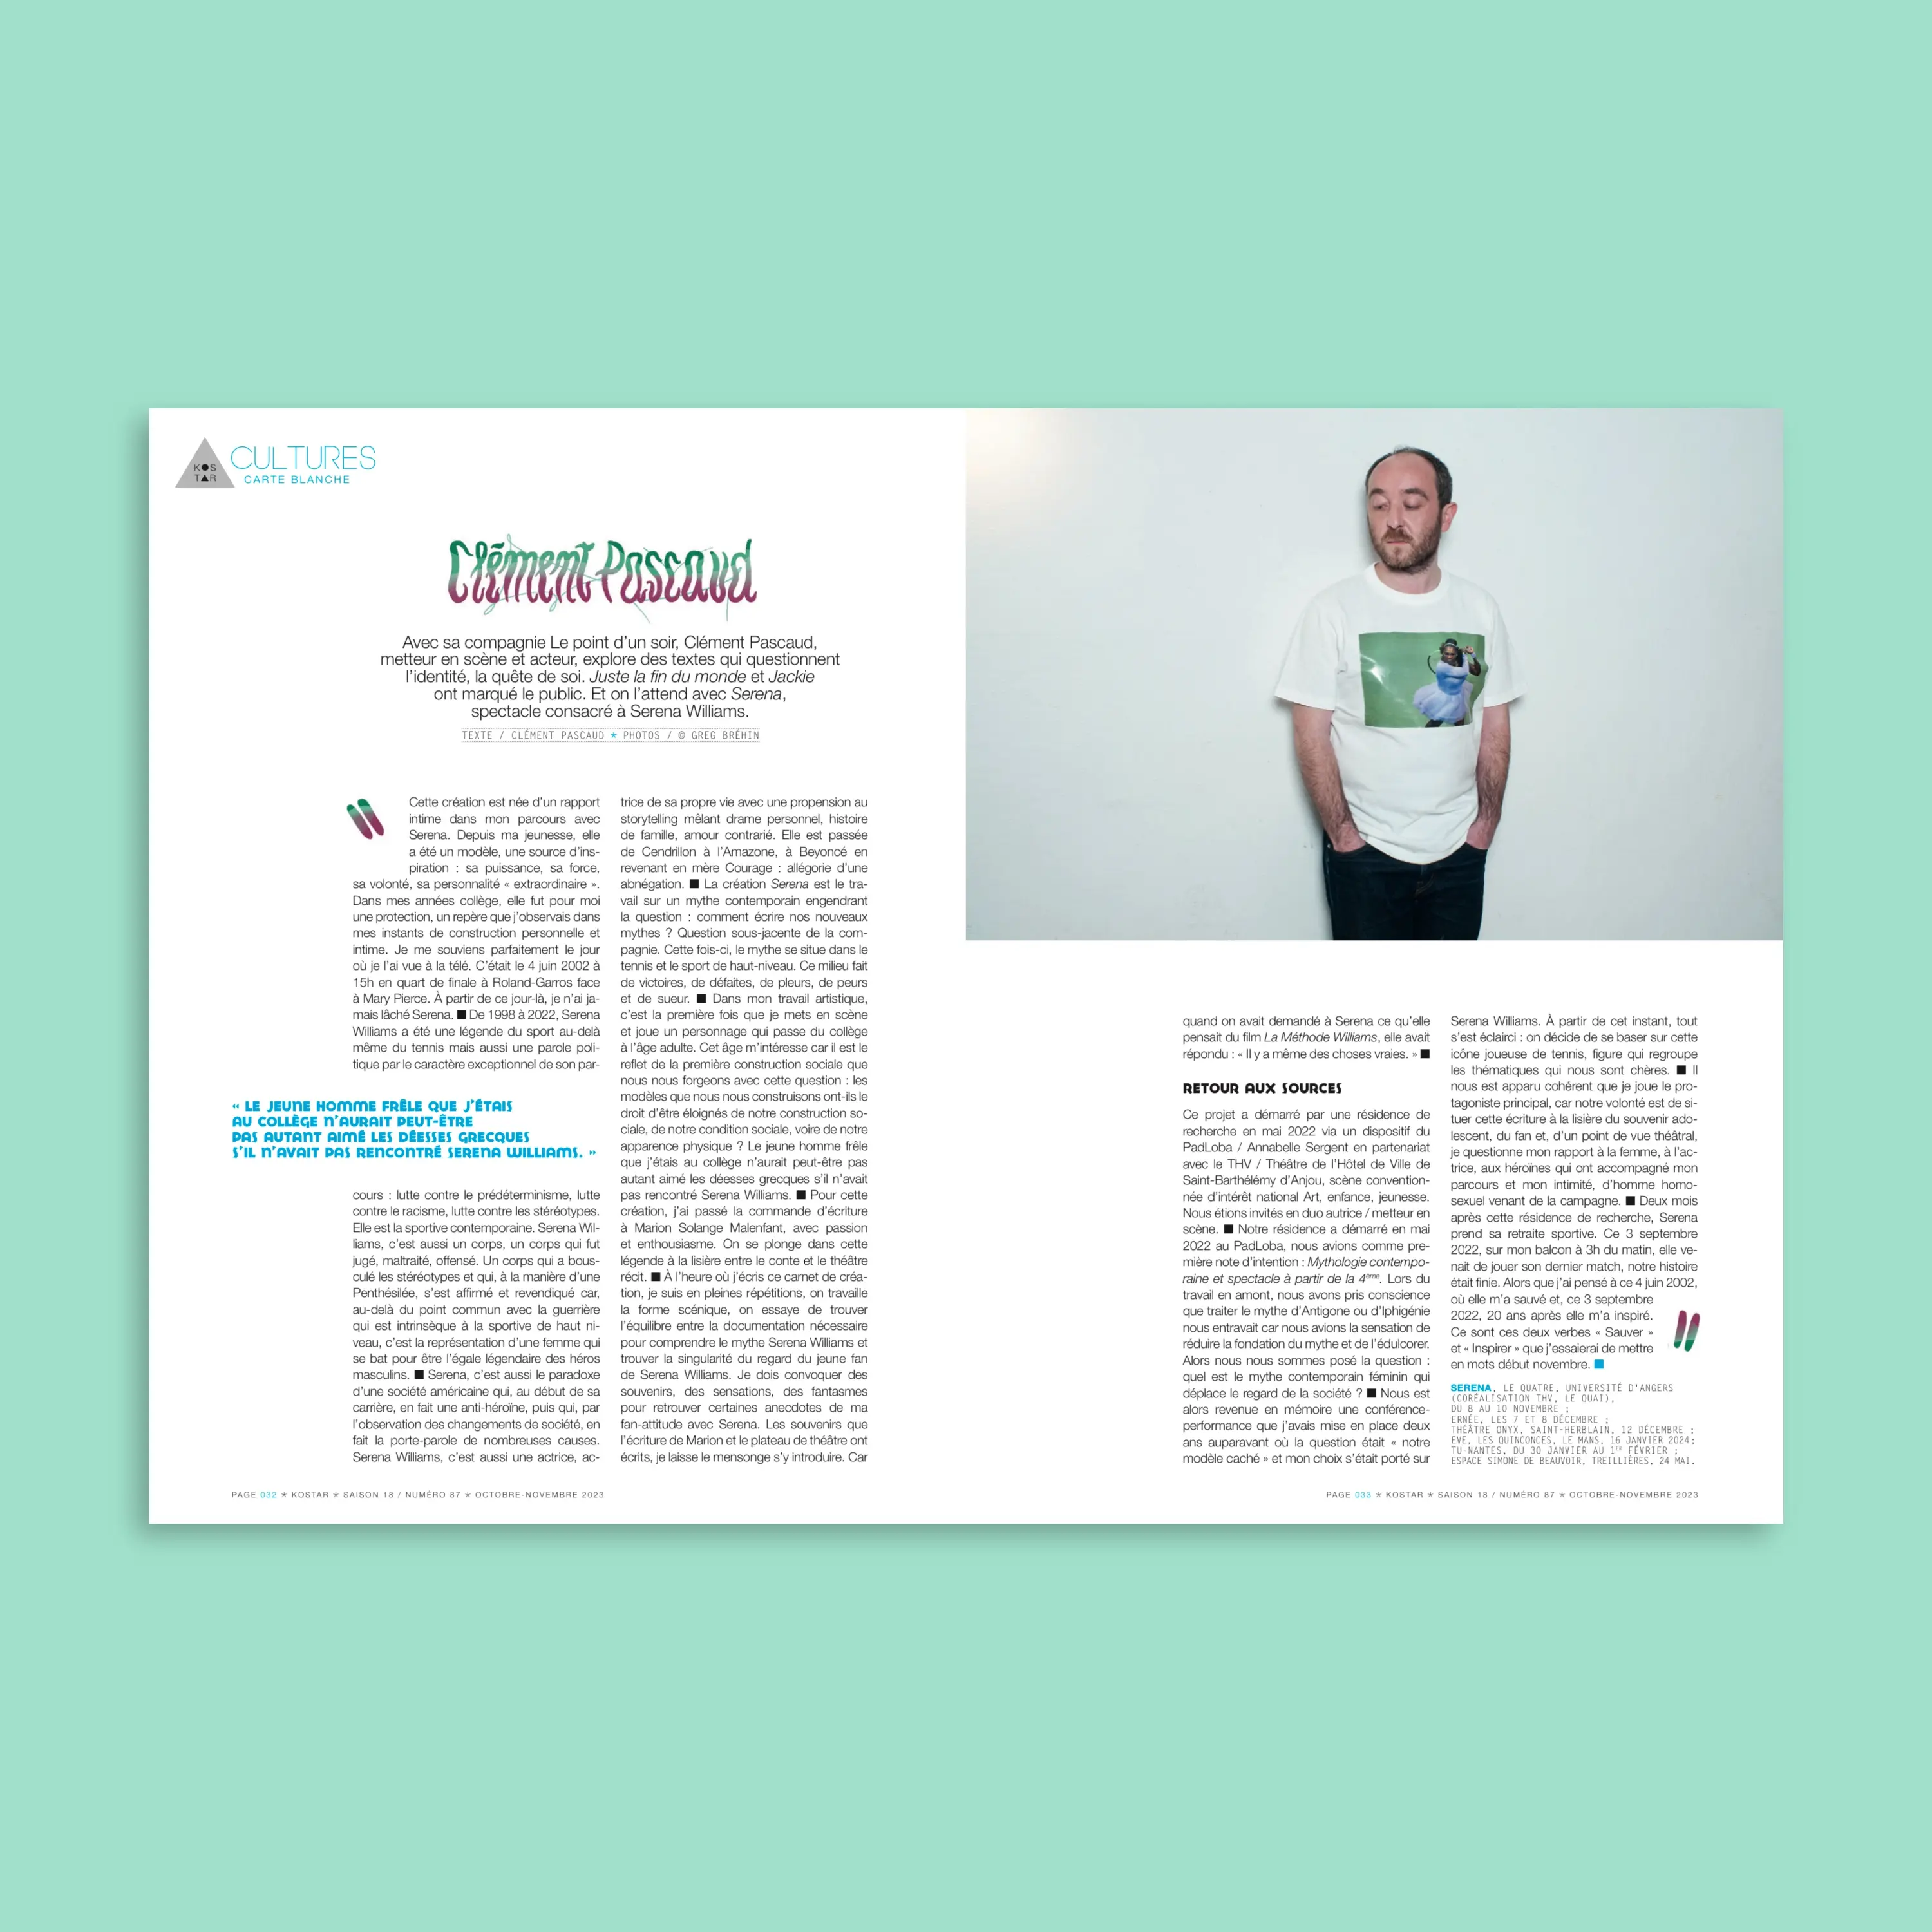 KOS
TAR
CULTURES
CARTE BLANCHE
Clément Pascaud
Avec sa compagnie Le point d'un soir, Clément Pascaud,
metteur en scène et acteur, explore des textes qui questionnent
l'identité, la quête de soi. Juste la fin du monde et Jackie
ont marqué le public. Et on l'attend avec Serena,
spectacle consacré à Serena Williams.
TEXTE / CLÉMENT PASCAUD * PHOTOS / © GREG BRÉHIN
Cette création est née d'un rapport
intime dans mon parcours avec
Serena. Depuis ma jeunesse, elle
a été un modèle, une source d'ins-
piration : sa puissance, sa force,
sa volonté, sa personnalité « extraordinaire ».
Dans mes années collège, elle fut pour moi
une protection, un repère que j'observais dans
mes instants de construction personnelle et
intime. Je me souviens parfaitement le jour
où je l'ai vue à la télé. C'était le 4 juin 2002 à
15h en quart de finale à Roland-Garros face
à Mary Pierce. À partir de ce jour-là, je n'ai ja-
mais lâché Serena. ■ De 1998 à 2022, Serena
Williams a été une légende du sport au-delà
même du tennis mais aussi une parole poli-
tique par le caractère exceptionnel de son par-
« LE JEUNE HOMME FRÊLE QUE J'ÉTAIS
AU COLLÈGE N'AURAIT PEUT-ÊTRE
PAS AUTANT AIMÉ LES DÉESSES GRECQUES
S'IL N'AVAIT PAS RENCONTRÉ SERENA WILLIAMS. »
cours : lutte contre le prédéterminisme, lutte
contre le racisme, lutte contre les stéréotypes.
Elle est la sportive contemporaine. Serena Wil-
liams, c'est aussi un corps, un corps qui fut
jugé, maltraité, offensé. Un corps qui a bous-
culé les stéréotypes et qui, à la manière d'une
Penthésilée, s'est affirmé et revendiqué car,
au-delà du point commun avec la guerrière
qui est intrinsèque à la sportive de haut ni-
veau, c'est la représentation d'une femme qui
se bat pour être l'égale légendaire des héros
masculins. ■ Serena, c'est aussi le paradoxe
d'une société américaine qui, au début de sa
carrière, en fait une anti-héroïne, puis qui, par
l'observation des changements de société, en
fait la porte-parole de nombreuses causes.
Serena Williams, c'est aussi une actrice, ac-
trice de sa propre vie avec une propension au
storytelling mêlant drame personnel, histoire
de famille, amour contrarié. Elle est passée
de Cendrillon à l'Amazone, à Beyoncé en
revenant en mère Courage : allégorie d'une
abnégation. ■ La création Serena est le tra-
vail sur un mythe contemporain engendrant
la question : comment écrire nos nouveaux
mythes ? Question sous-jacente de la com-
pagnie. Cette fois-ci, le mythe se situe dans le
tennis et le sport de haut-niveau. Ce milieu fait
de victoires, de défaites, de pleurs, de peurs
et de sueur. ■ Dans mon travail artistique,
c'est la première fois que je mets en scène
et joue un personnage qui passe du collège
à l'âge adulte. Cet âge m'intéresse car il est le
reflet de la première construction sociale que
nous nous forgeons avec cette question : les
modèles que nous nous construisons ont-ils le
droit d'être éloignés de notre construction so-
ciale, de notre condition sociale, voire de notre
apparence physique ? Le jeune homme frêle
que j'étais au collège n'aurait peut-être pas
autant aimé les déesses grecques s'il n'avait
pas rencontré Serena Williams. ■ Pour cette
création, j'ai passé la commande d'écriture
à Marion Solange Malenfant, avec passion
et enthousiasme. On se plonge dans cette
légende à la lisière entre le conte et le théâtre
récit. ■ À l'heure où j'écris ce carnet de créa-
tion, je suis en pleines répétitions, on travaille
la forme scénique, on essaye de trouver
l'équilibre entre la documentation nécessaire
pour comprendre le mythe Serena Williams et
trouver la singularité du regard du jeune fan
de Serena Williams. Je dois convoquer des
souvenirs, des sensations, des fantasmes
pour retrouver certaines anecdotes de ma
fan-attitude avec Serena. Les souvenirs que
l'écriture de Marion et le plateau de théâtre ont
écrits, je laisse le mensonge s'y introduire. Car
PAGE 032 * KOSTAR * SAISON 18 / NUMÉRO 87 * OCTOBRE-NOVEMBRE 2023
quand on avait demandé à Serena ce qu'elle
pensait du film La Méthode Williams, elle avait
répondu : « Il y a même des choses vraies. » ■
RETOUR AUX SOURCES
Ce projet a démarré par une résidence de
recherche en mai 2022 via un dispositif du
PadLoba / Annabelle Sergent en partenariat
avec le THV / Théâtre de l'Hôtel de Ville de
Saint-Barthélémy d'Anjou, scène convention-
née d'intérêt national Art, enfance, jeunesse.
Nous étions invités en duo autrice / metteur en
scène. ■ Notre résidence a démarré en mai
2022 au PadLoba, nous avions comme pre-
mière note d'intention : Mythologie contempo-
raine et spectacle à partir de la 4ème. Lors du
travail en amont, nous avons pris conscience
que traiter le mythe d'Antigone ou d'Iphigénie
nous entravait car nous avions la sensation de
réduire la fondation du mythe et de l'édulcorer.
Alors nous nous sommes posé la question :
quel est le mythe contemporain féminin qui
déplace le regard de la société ? ■ Nous est
alors revenue en mémoire une conférence-
performance que j'avais mise en place deux
ans auparavant où la question était « notre
modèle caché » et mon choix s'était porté sur
Serena Williams. À partir de cet instant, tout
s'est éclairci : on décide de se baser sur cette
icône joueuse de tennis, figure qui regroupe
les thématiques qui nous sont chères. ■ Il
nous est apparu cohérent que je joue le pro-
tagoniste principal, car notre volonté est de si-
tuer cette écriture à la lisière du souvenir ado-
lescent, du fan et, d'un point de vue théâtral,
je questionne mon rapport à la femme, à l'ac-
trice, aux héroïnes qui ont accompagné mon
parcours et mon intimité, d'homme homo-
sexuel venant de la campagne. ■ Deux mois
après cette résidence de recherche, Serena
prend sa retraite sportive. Ce 3 septembre
2022, sur mon balcon à 3h du matin, elle ve-
nait de jouer son dernier match, notre histoire
était finie. Alors que j'ai pensé à ce 4 juin 2002,
où elle m'a sauvé et, ce 3 septembre
2022, 20 ans après elle m'a inspiré.
Ce sont ces deux verbes « Sauver »
et « Inspirer » que j'essaierai de mettre
en mots début novembre. ■
SERENA, LE QUATRE, UNIVERSITÉ D'ANGERS
(CORÉALISATION THV, LE QUAI),
DU 8 AU 10 NOVEMBRE ;
ERNÉE, LES 7 ET 8 DÉCEMBRE ;
THÉÂTRE ONYX, SAINT-HERBLAIN, 12 DÉCEMBRE ;
EVE, LES QUINCONCES, LE MANS, 16 JANVIER 2024;
TU-NANTES, DU 30 JANVIER AU 1ER FÉVRIER ;
ESPACE SIMONE DE BEAUVOIR, TREILLIÈRES, 24 MAI.
PAGE 033 * KOSTAR * SAISON 18 / NUMÉRO 87 * OCTOBRE-NOVEMBRE 2023